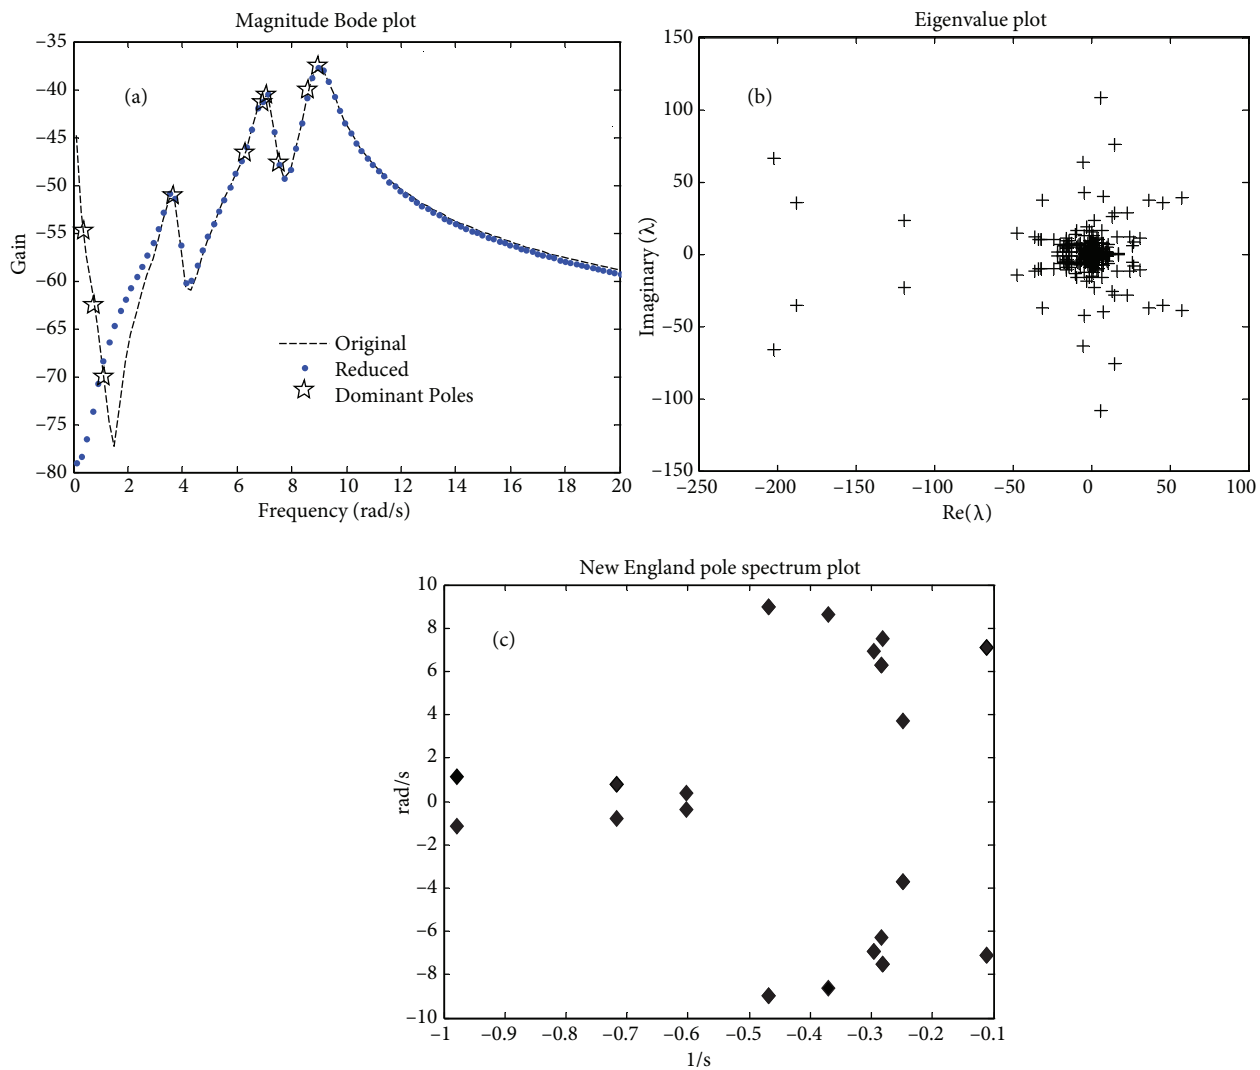 Magnitude Bode plot
−35
−40
−45
−50
−55
−60
−65
−70
−75
−80
Gain
(a)
Original
Reduced
Dominant Poles
0 2 4 6 8 10 12 14 16 18 20
Frequency (rad/s)
Eigenvalue plot
150
100
50
0
−50
−100
−150
Imaginary (λ)
(b)
−250 −200 −150 −100 −50 0 50 100
Re(λ)
New England pole spectrum plot
10
8
6
4
2
0
−2
−4
−6
−8
−10
rad/s
(c)
−1 −0.9 −0.8 −0.7 −0.6 −0.5 −0.4 −0.3 −0.2 −0.1
1/s